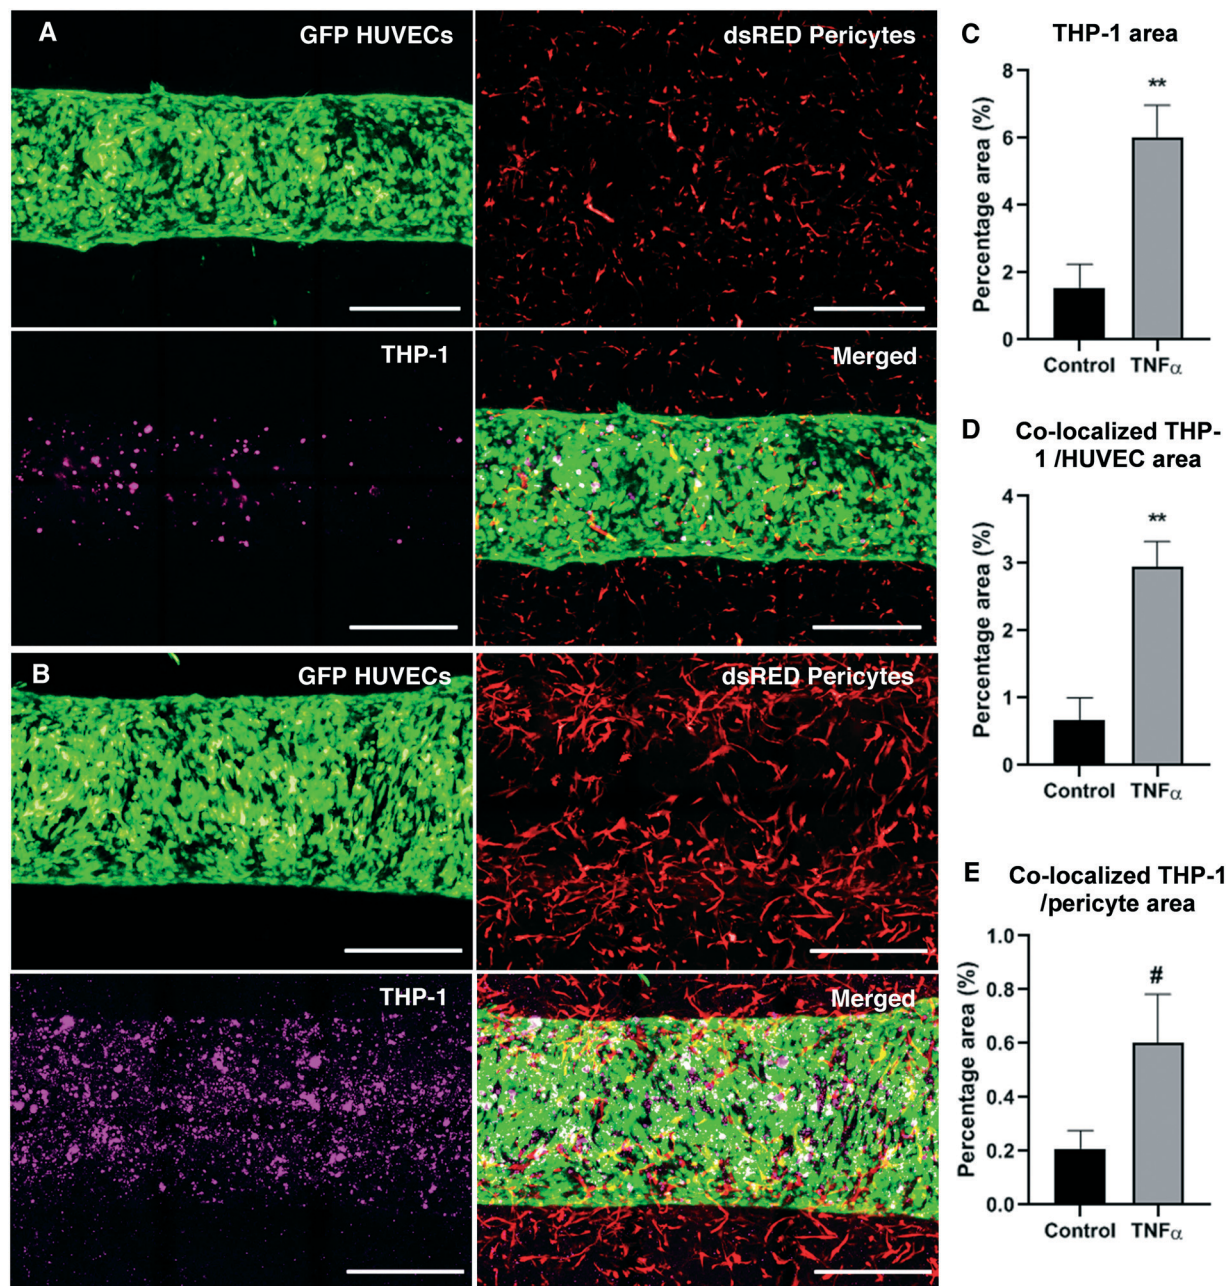 A
GFP HUVECs
dsRED Pericytes
THP-1
Merged
B
GFP HUVECs
dsRED Pericytes
THP-1
Merged
C
THP-1 area
Percentage area (%)
8
6
4
2
0
**
Control
TNFα
D
Co-localized THP-
1 /HUVEC area
Percentage area (%)
4
3
2
1
0
**
Control
TNFα
E
Co-localized THP-1
/pericyte area
Percentage area (%)
1.0
0.8
0.6
0.4
0.2
0.0
#
Control
TNFα